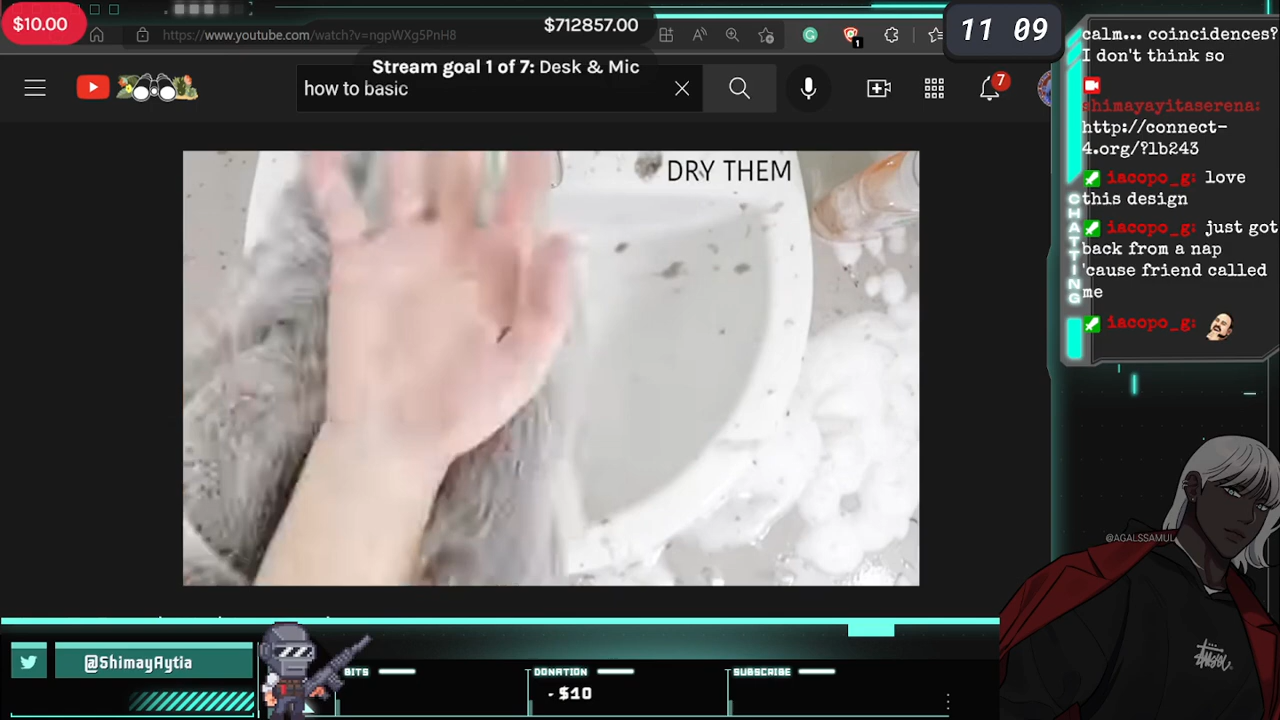 $10.00
$712857.00
11 09
https://www.youtube.com/watch?v=ngpWXg5PnH8
1
Stream goal 1 of 7: Desk & Mic
how to basic
7
DRY THEM
calm... coincidences?
I don't think so
shimayayitaserena:
http://connect-
4.org/?lb243
iacopo_g: love
this design
iacopo_g: just got
back from a nap
'cause friend called
me
iacopo_g:
CHATTING
@AGALSSAMUL
@ShimayAytia
BITS
DONATION
- $10
SUBSCRIBE